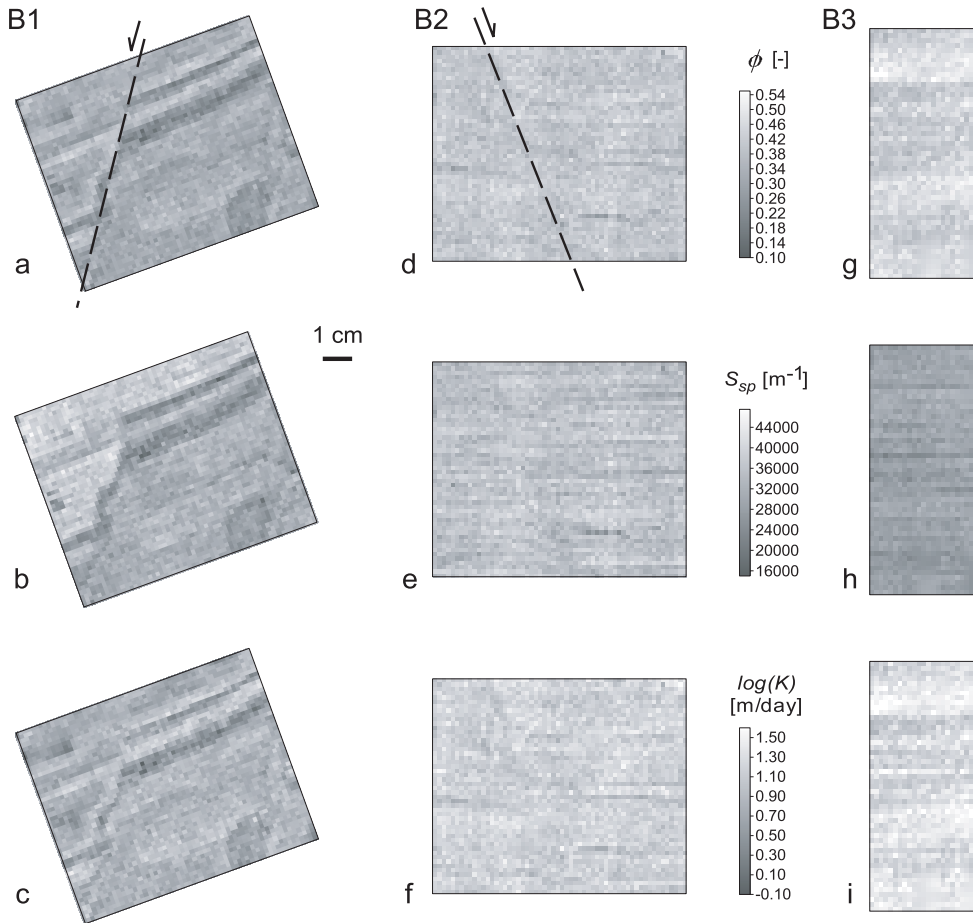 B1
B2
B3
ϕ [-]
0.54
0.50
0.46
0.42
0.38
0.34
0.30
0.26
0.22
0.18
0.14
0.10
a
d
g
1 cm
Ssp [m⁻¹]
44000
40000
36000
32000
28000
24000
20000
16000
b
e
h
log(K)
[m/day]
1.50
1.30
1.10
0.90
0.70
0.50
0.30
0.10
-0.10
c
f
i